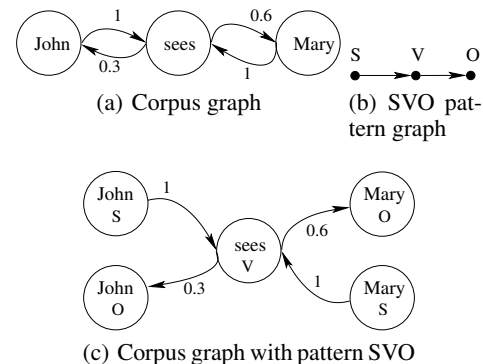 1
0.6
John
sees
Mary
0.3
1
S
V
O
(a) Corpus graph
(b) SVO pat-
tern graph
John
S
1
Mary
O
sees
V
0.6
John
O
0.3
1
Mary
S
(c) Corpus graph with pattern SVO